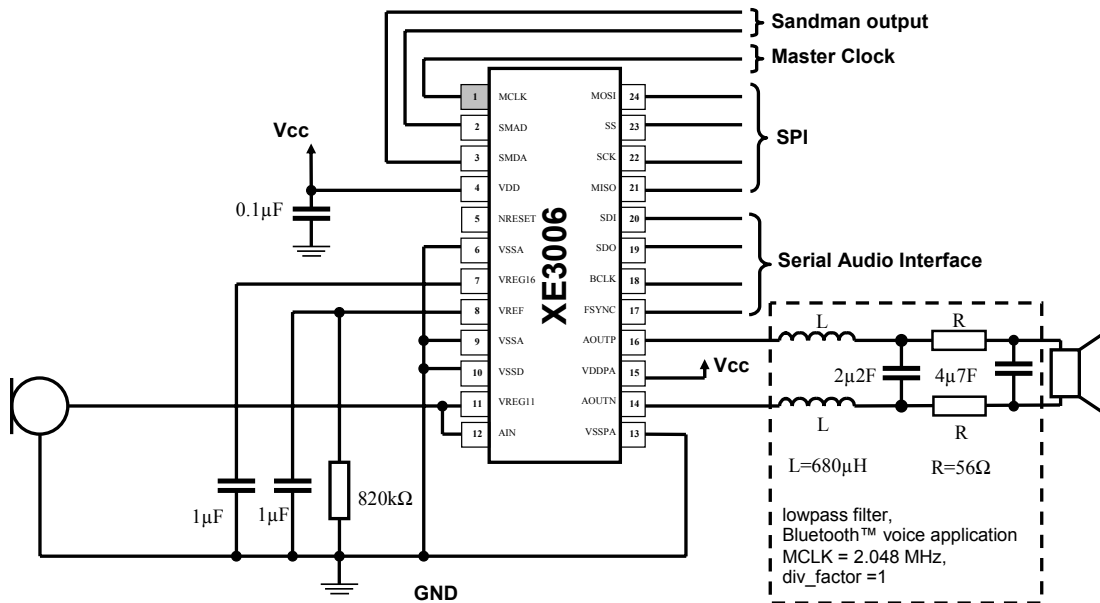 Sandman output
Master Clock
SPI
Serial Audio Interface
Vcc
0.1µF
XE3006
1 MCLK
2 SMAD
3 SMDA
4 VDD
5 NRESET
6 VSSA
7 VREG16
8 VREF
9 VSSA
10 VSSD
11 VREG11
12 AIN
MOSI 24
SS 23
SCK 22
MISO 21
SDI 20
SDO 19
BCLK 18
FSYNC 17
AOUTP 16
VDDPA 15
AOUTN 14
VSSPA 13
Vcc
L
R
2µ2F
4µ7F
L
R
L=680µH
R=56Ω
lowpass filter,
Bluetooth™ voice application
MCLK = 2.048 MHz,
div_factor =1
1µF
1µF
820kΩ
GND